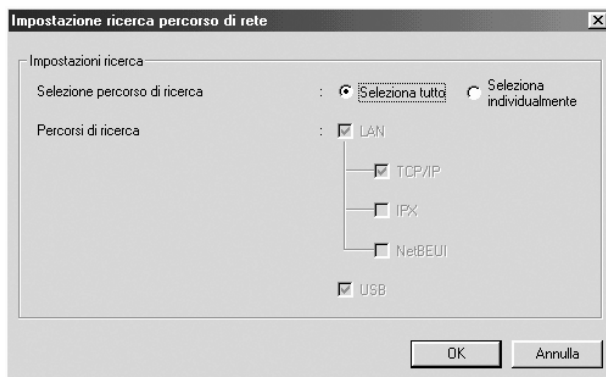 Impostazione ricerca percorso di rete
Impostazioni ricerca
Selezione percorso di ricerca : Seleziona tutto Seleziona individualmente
Percorsi di ricerca : LAN
TCP/IP
IPX
NetBEUI
USB
OK Annulla